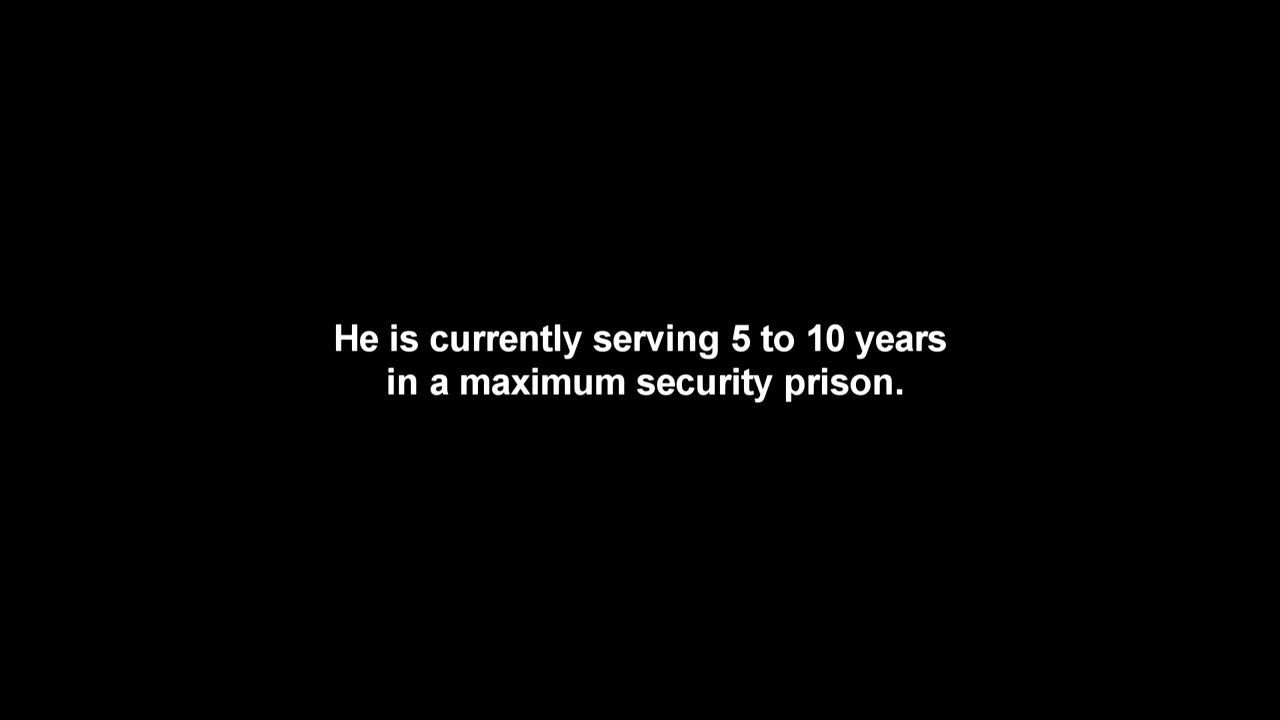 He is currently serving 5 to 10 years
in a maximum security prison.